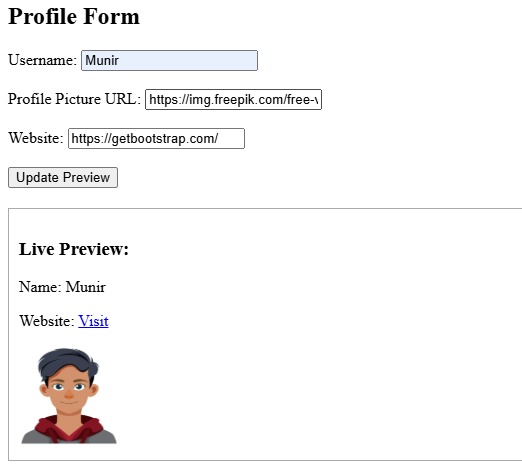 Profile Form
Username: Munir
Profile Picture URL: https://img.freepik.com/free-v
Website: https://getbootstrap.com/
Update Preview
Live Preview:
Name: Munir
Website: Visit